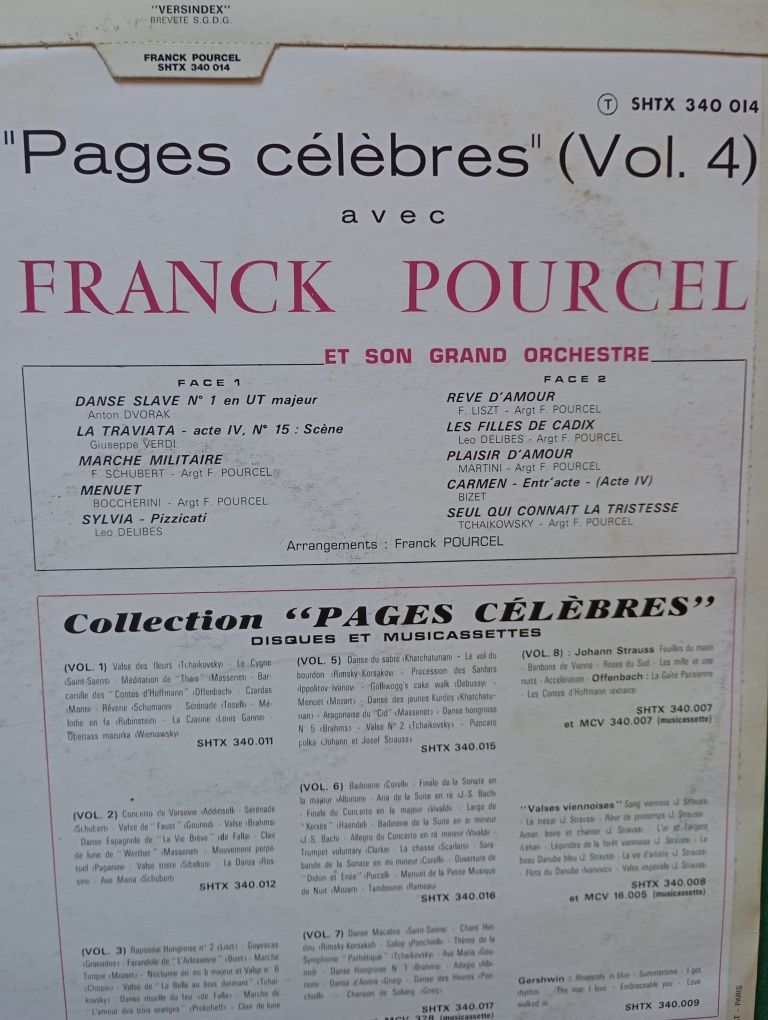 "VERSINDEX"
BREVETE S.G.D.G.
FRANCK POURCEL
SHTX 340 014
Ⓣ SHTX 340 014
"Pages célèbres" (Vol. 4)
avec
FRANCK POURCEL
ET SON GRAND ORCHESTRE
FACE 1
DANSE SLAVE N° 1 en UT majeur
Anton DVORAK
LA TRAVIATA - acte IV, N° 15 : Scène
Giuseppe VERDI
MARCHE MILITAIRE
F. SCHUBERT - Argt F. POURCEL
MENUET
BOCCHERINI - Argt F. POURCEL
SYLVIA - Pizzicati
Leo DELIBES
FACE 2
REVE D'AMOUR
F. LISZT - Argt F. POURCEL
LES FILLES DE CADIX
Leo DELIBES - Argt F. POURCEL
PLAISIR D'AMOUR
MARTINI - Argt F. POURCEL
CARMEN - Entr'acte - (Acte IV)
BIZET
SEUL QUI CONNAIT LA TRISTESSE
TCHAIKOWSKY - Argt F. POURCEL
Arrangements : Franck POURCEL
Collection "PAGES CÉLÈBRES"
DISQUES ET MUSICASSETTES
(VOL. 1) Valse des fleurs (Tchaïkovsky) - Le Cygne
(Saint-Saëns) - Méditation de "Thaïs" (Massenet) - Bar-
carolle des "Contes d'Hoffmann" (Offenbach) - Czardas
(Monti) - Rêverie (Schumann) - Sérénade (Toselli) - Mé-
lodie en fa (Rubinstein) - La Czarine (Louis Ganne) -
Obertass mazurka (Wieniawsky)
SHTX 340.011
(VOL. 2) Concerto de Varsovie (Addinsell) - Sérénade
(Schubert) - Valse de "Faust" (Gounod) - Valse (Brahms)
- Danse Espagnole de "La Vie Brève" (de Falla) - Clair
de lune de "Werther" (Massenet) - Mouvement perpé-
tuel (Paganini) - Valse triste (Sibelius) - La Danza (Ros-
sini) - Ave Maria (Schubert)
SHTX 340.012
(VOL. 3) Rapsodie Hongroise n° 2 (Liszt) - Goyescas
(Granados) - Farandole de "L'Arlésienne" (Bizet) - Marche
Turque (Mozart) - Nocturne en mi b majeur et Valse n° 6
(Chopin) - Valse de "La Belle au bois dormant" (Tchaï-
kovsky) - Danse rituelle du feu (de Falla) - Marche de
"L'amour des trois oranges" (Prokofieff) - Clair de lune
(VOL. 5) Danse du sabre (Khatchaturian) - Le vol du
bourdon (Rimsky-Korsakov) - Procession des Sardars
(Ippolitov-Ivanov) - Golliwogg's cake walk (Debussy) -
Menuet (Mozart) - Danse des jeunes Kurdes (Khatchatu-
rian) - Aragonaise du "Cid" (Massenet) - Danse hongroise
N° 5 (Brahms) - Valse N° 2 (Tchaïkovsky) - Pizzicato
polka (Johann et Josef Strauss)
SHTX 340.015
(VOL. 6) Badinerie (Corelli) - Finale de la Sonate en
la majeur (Albinoni) - Aria de la Suite en ré (J. S. Bach)
- Finale du Concerto en la majeur (Vivaldi) - Largo de
"Xerxès" (Haendel) - Badinerie de la Suite en si mineur
(J.S. Bach) - Allegro du Concerto en ré mineur (Vivaldi) -
Trumpet voluntary (Clarke) - La chasse (Scarlatti) - Sara-
bande de la Sonate en mi mineur (Corelli) - Ouverture de
"Didon et Enée" (Purcell) - Menuet de la Petite Musique
de Nuit (Mozart) - Tambourin (Rameau)
SHTX 340.016
(VOL. 7) Danse Macabre (Saint-Saëns) - Chant Hin-
dou (Rimsky-Korsakoff) - Galop (Ponchielli) - Thème de la
Symphonie "Pathétique" (Tchaïkovsky) - Ave Maria (Gou-
nod) - Danse Hongroise N° 1 (Brahms) - Adagio (Albi-
noni) - Danse d'Anitra (Grieg) - Danse des Heures (Pon-
chielli) - Chanson de Solveig (Grieg)
SHTX 340.017
MCV 328 (musicassette)
(VOL. 8) : Johann Strauss Feuilles du matin
- Bonbons de Vienne - Roses du Sud - Les mille et une
nuits - Accélération - Offenbach : La Gaîté Parisienne
- Les Contes d'Hoffmann (extraits)
SHTX 340.007
et MCV 340.007 (musicassette)
"Valses viennoises" Sang viennois (J. Strauss)
- Le trésor (J. Strauss) - Rêve de printemps (J. Strauss)
Aimer, boire et chanter (J. Strauss) - L'or et l'argent
(Lehar) - Légendes de la forêt viennoise (J. Strauss) - Le
beau Danube bleu (J. Strauss) - La vie d'artiste (J. Strauss)
- Flots du Danube (Ivanovici) - Valse impériale (J. Strauss)
SHTX 340.008
et MCV 16.005 (musicassette)
Gershwin : Rhapsody in blue - Summertime - I got
rhythm - The man I love - Embraceable you - Love
walked in
SHTX 340.009
- PARIS